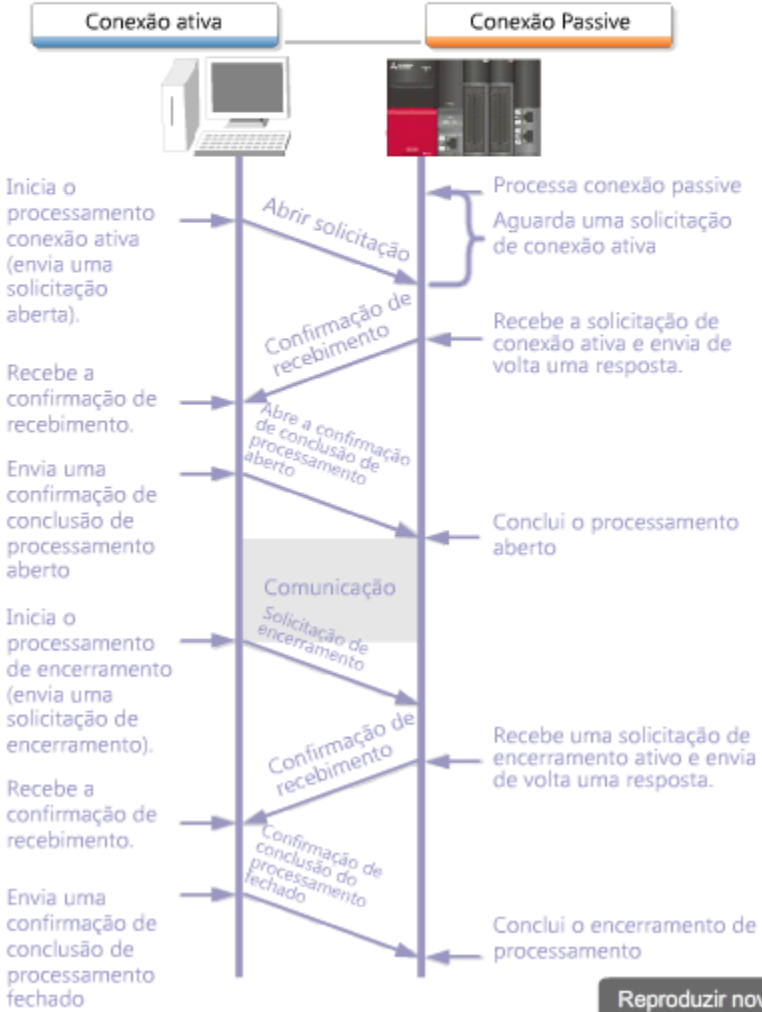 Conexão ativa
Conexão Passive
Inicia o
processamento
conexão ativa
(envia uma
solicitação
aberta).
Abrir solicitação
Processa conexão passive
Aguarda uma solicitação
de conexão ativa
Confirmação de
recebimento
Recebe a solicitação de
conexão ativa e envia de
volta uma resposta.
Recebe a
confirmação de
recebimento.
Abre a confirmação
de conclusão de
processamento
aberto
Envia uma
confirmação de
conclusão de
processamento
aberto
Conclui o processamento
aberto
Comunicação
Inicia o
processamento
de encerramento
(envia uma
solicitação de
encerramento).
Solicitação de
encerramento
Confirmação de
recebimento
Recebe uma solicitação de
encerramento ativo e envia
de volta uma resposta.
Recebe a
confirmação de
recebimento.
Confirmação de
conclusão do
processamento
fechado
Envia uma
confirmação de
conclusão de
processamento
fechado
Conclui o encerramento de
processamento
Reproduzir nov